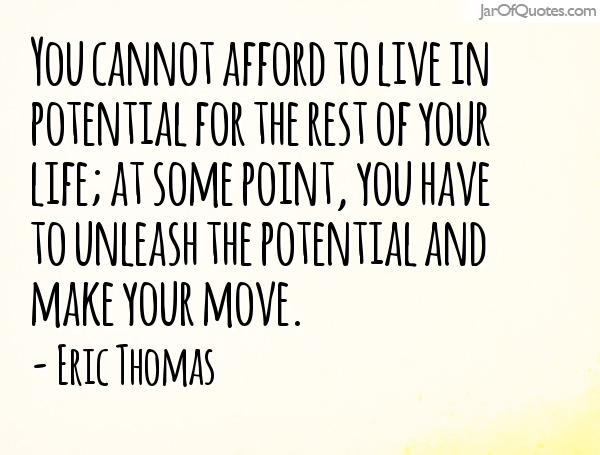 JarOfQuotes.com
YOU CANNOT AFFORD TO LIVE IN
POTENTIAL FOR THE REST OF YOUR
LIFE; AT SOME POINT, YOU HAVE
TO UNLEASH THE POTENTIAL AND
MAKE YOUR MOVE.
- ERIC THOMAS